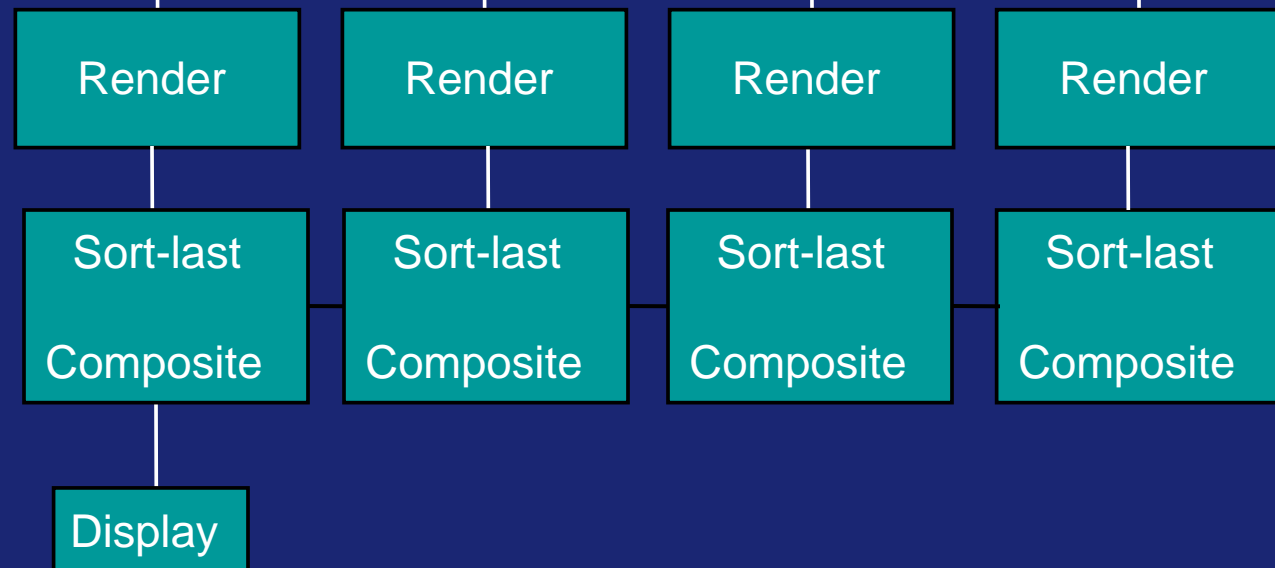 Render Render Render Render
Sort-last Sort-last Sort-last Sort-last
Composite Composite Composite Composite
Display